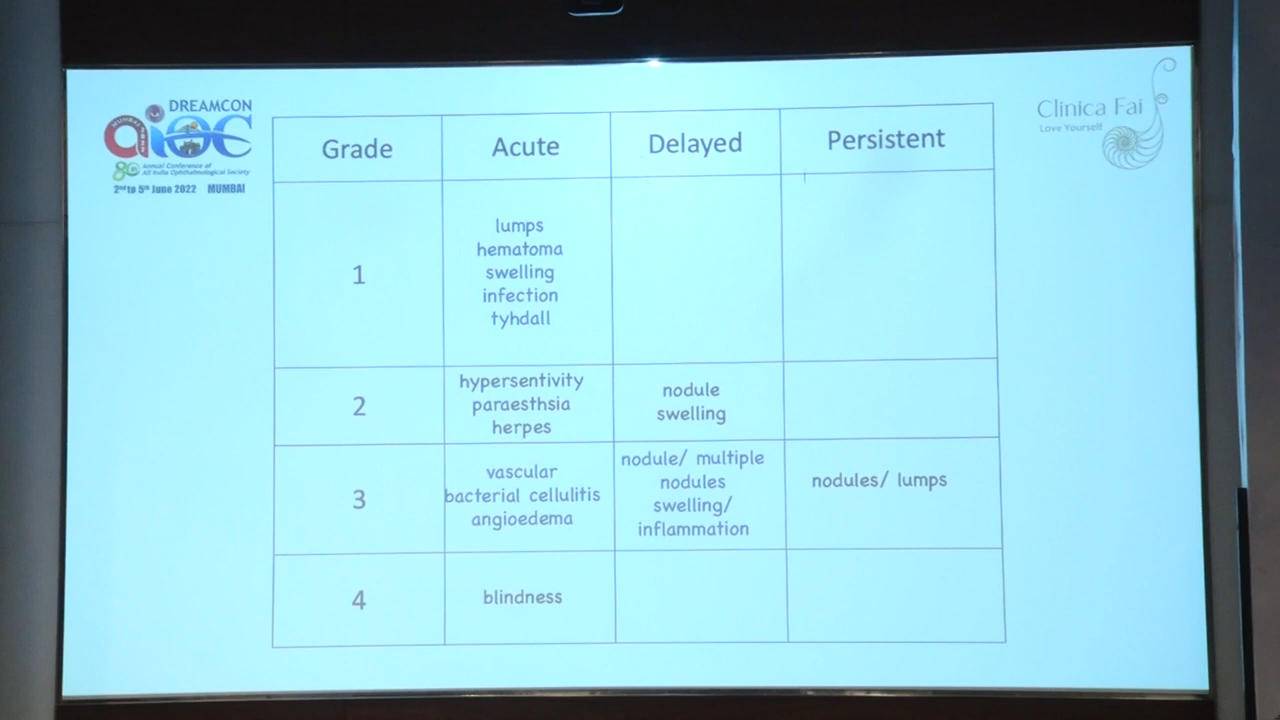 DREAMCON
aioc
MUMBAI
80 Annual Conference of
All India Ophthalmological Society
2nd to 5th June 2022 MUMBAI
Clinica Fai
Love Yourself
Grade Acute Delayed Persistent
1
lumps
hematoma
swelling
infection
tyhdall
2
hypersentivity
paraesthsia
herpes
nodule
swelling
3
vascular
bacterial cellulitis
angioedema
nodule/ multiple
nodules
swelling/
inflammation
nodules/ lumps
4
blindness